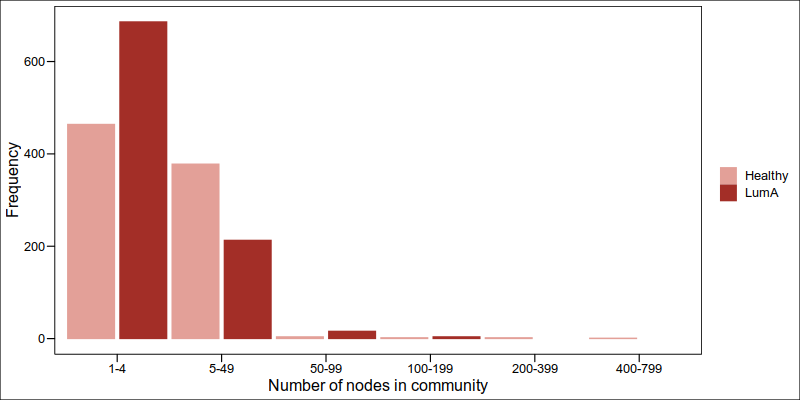 Frequency
600
400
200
0
1-4 5-49 50-99 100-199 200-399 400-799
Number of nodes in community
Healthy
LumA